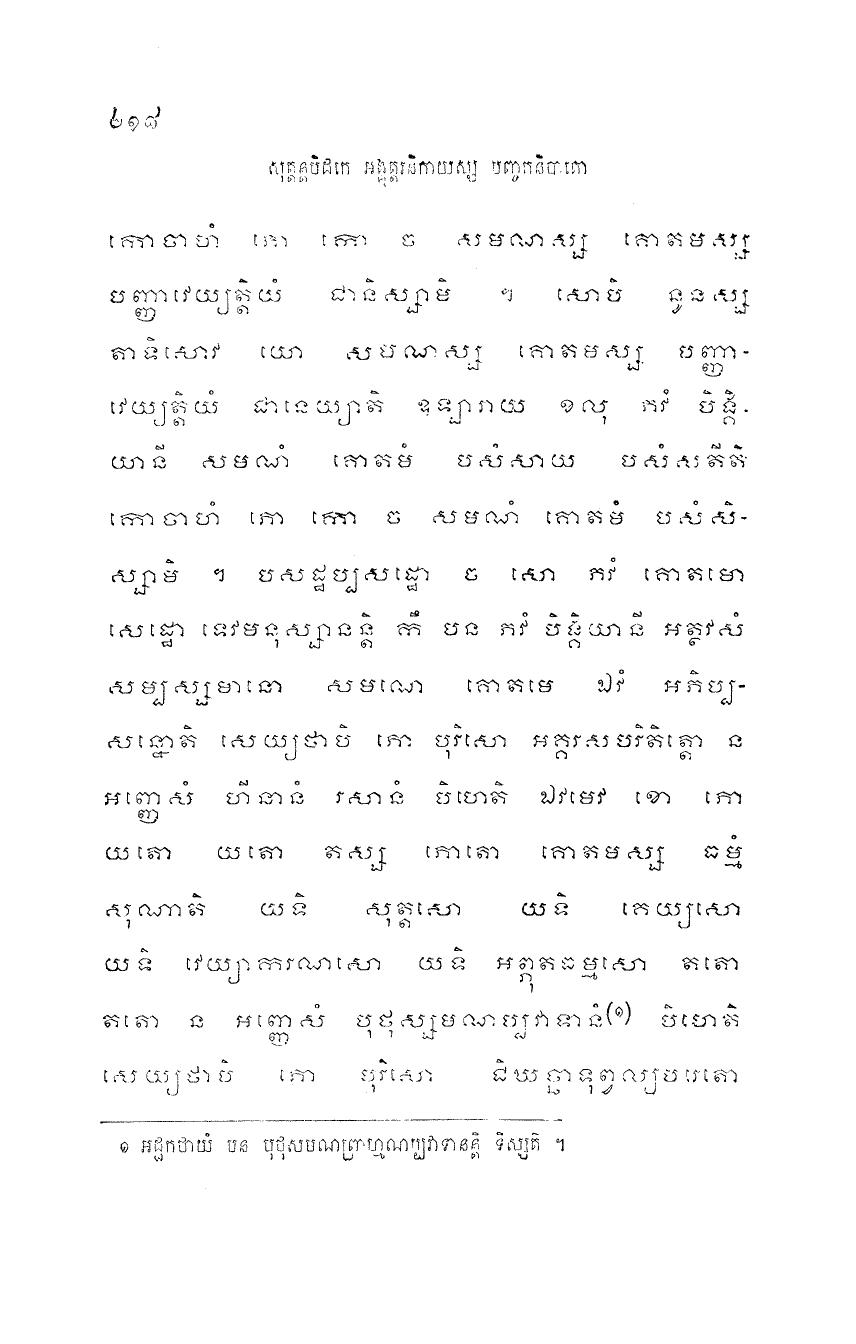 ២១៨
សុត្តន្តបិដកេ អង្គុត្តរនិកាយស្ស បញ្ចកនិបាតោ
កោចាហំ ភោ កោ ច សមណស្ស គោតមស្ស
បញ្ញាវេយ្យត្តិយំ ជានិស្សាមិ ។ សោបិ នូនស្ស
តាទិសោវ យោ សមណស្ស គោតមស្ស បញ្ញា-
វេយ្យត្តិយំ ជានេយ្យាតិ ឧឡារាយ ខលុ ភវំ បិង្គិ-
យានី សមណំ គោតមំ បសំសាយ បសំសតីតិ
កោចាហំ ភោ កោ ច សមណំ គោតមំ បសំសិ-
ស្សាមិ ។ បសដ្ឋប្បសដ្ឋោ ច សោ ភវំ គោតមោ
សេដ្ឋោ ទេវមនុស្សានន្តិ កឹ បន ភវំ បិង្គិយានី អត្ថវសំ
សម្បស្សមានោ សមណេ គោតមេ ឯវំ អភិប្ប-
សន្នោតិ សេយ្យថាបិ ភោ បុរិសោ អគ្គរសបរិតិត្តោ ន
អញ្ញេសំ ហីនានំ រសានំ បិហេតិ ឯវមេវ ខោ ភោ
យតោ យតោ តស្ស ភោតោ គោតមស្ស ធម្មំ
សុណាតិ យទិ សុត្តសោ យទិ គេយ្យសោ
យទិ វេយ្យាករណសោ យទិ អព្ភុតធម្មសោ តតោ
តតោ ន អញ្ញេសំ បុថុស្សមណប្បវាទានំ(១) បិហេតិ
សេយ្យថាបិ ភោ បុរិសោ ជិឃច្ឆាទុព្វល្យបរេតោ
១ អដ្ឋកថាយំ បន បុថុសមណព្រាហ្មណប្បវាទានន្តិ ទិស្សតិ ។